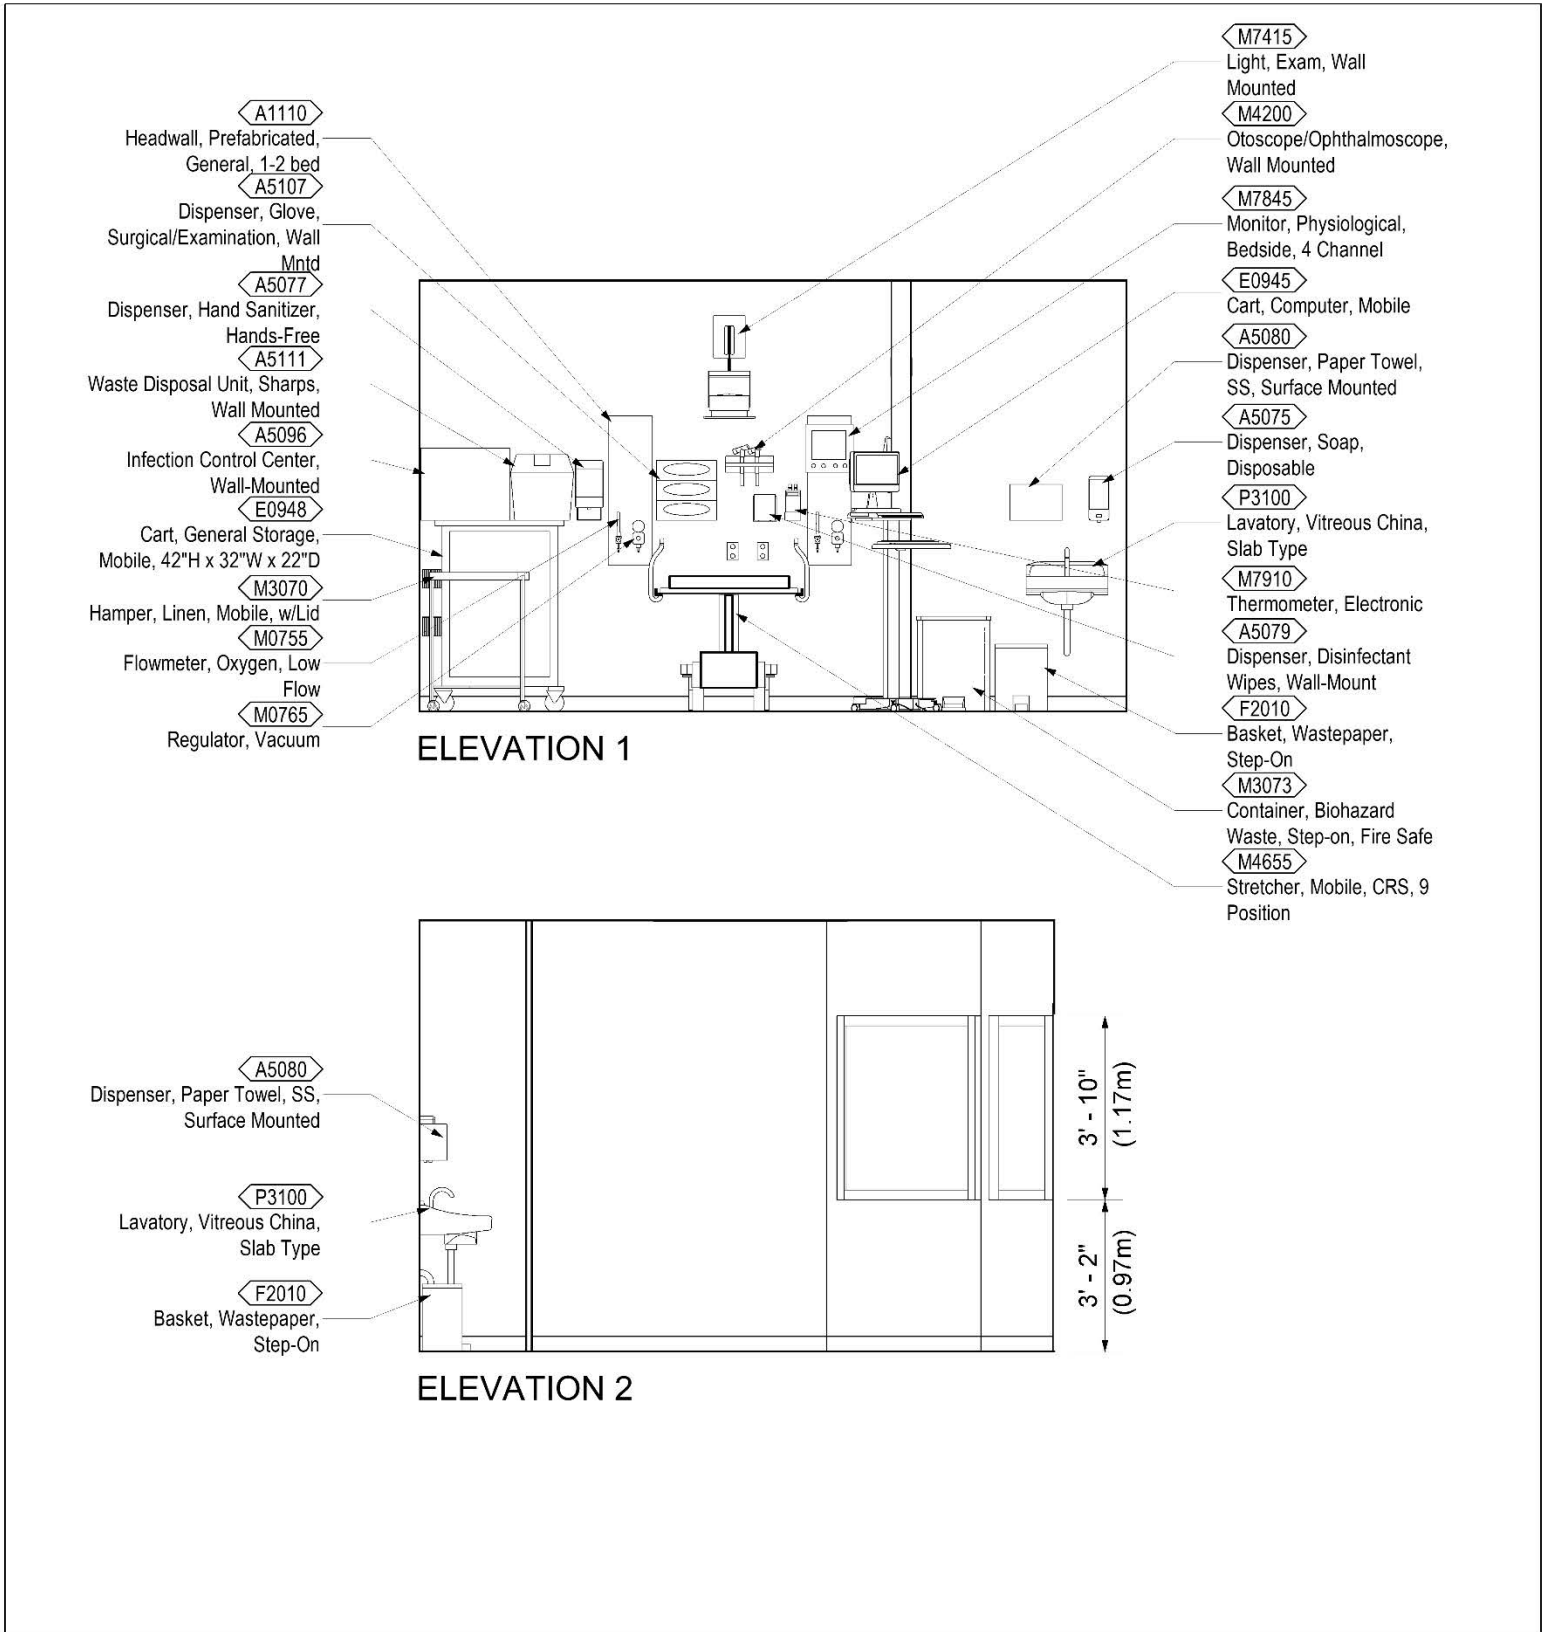 A1110
Headwall, Prefabricated,
General, 1-2 bed
A5107
Dispenser, Glove,
Surgical/Examination, Wall
Mntd
A5077
Dispenser, Hand Sanitizer,
Hands-Free
A5111
Waste Disposal Unit, Sharps,
Wall Mounted
A5096
Infection Control Center,
Wall-Mounted
E0948
Cart, General Storage,
Mobile, 42"H x 32"W x 22"D
M3070
Hamper, Linen, Mobile, w/Lid
M0755
Flowmeter, Oxygen, Low
Flow
M0765
Regulator, Vacuum
M7415
Light, Exam, Wall
Mounted
M4200
Otoscope/Ophthalmoscope,
Wall Mounted
M7845
Monitor, Physiological,
Bedside, 4 Channel
E0945
Cart, Computer, Mobile
A5080
Dispenser, Paper Towel,
SS, Surface Mounted
A5075
Dispenser, Soap,
Disposable
P3100
Lavatory, Vitreous China,
Slab Type
M7910
Thermometer, Electronic
A5079
Dispenser, Disinfectant
Wipes, Wall-Mount
F2010
Basket, Wastepaper,
Step-On
M3073
Container, Biohazard
Waste, Step-on, Fire Safe
M4655
Stretcher, Mobile, CRS, 9
Position
ELEVATION 1
A5080
Dispenser, Paper Towel, SS,
Surface Mounted
P3100
Lavatory, Vitreous China,
Slab Type
F2010
Basket, Wastepaper,
Step-On
3' - 10"
(1.17m)
3' - 2"
(0.97m)
ELEVATION 2